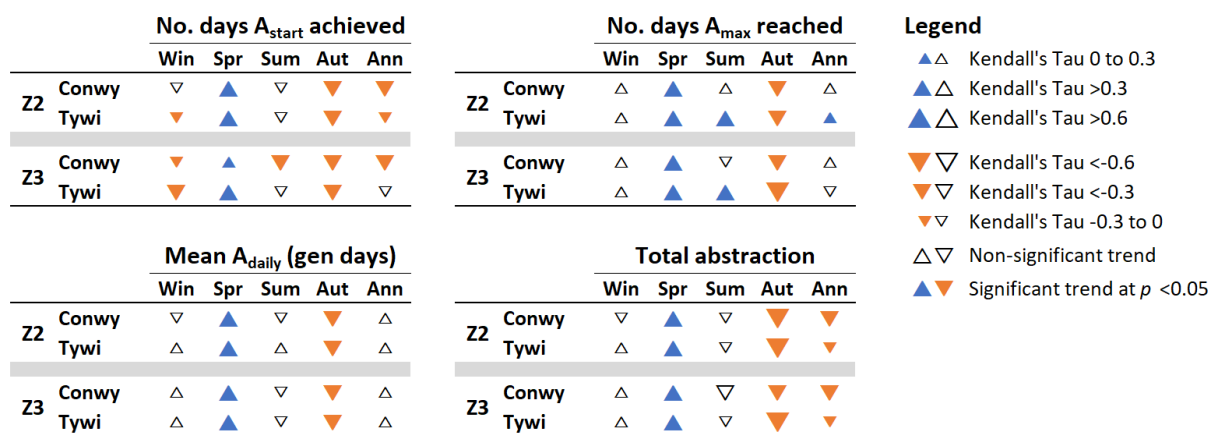 No. days Astart achieved
Win Spr Sum Aut Ann
Z2
Conwy
Tywi
Z3
Conwy
Tywi
No. days Amax reached
Win Spr Sum Aut Ann
Z2
Conwy
Tywi
Z3
Conwy
Tywi
Mean Adaily (gen days)
Win Spr Sum Aut Ann
Z2
Conwy
Tywi
Z3
Conwy
Tywi
Total abstraction
Win Spr Sum Aut Ann
Z2
Conwy
Tywi
Z3
Conwy
Tywi
Legend
Kendall's Tau 0 to 0.3
Kendall's Tau >0.3
Kendall's Tau >0.6
Kendall's Tau <-0.6
Kendall's Tau <-0.3
Kendall's Tau -0.3 to 0
Non-significant trend
Significant trend at p <0.05